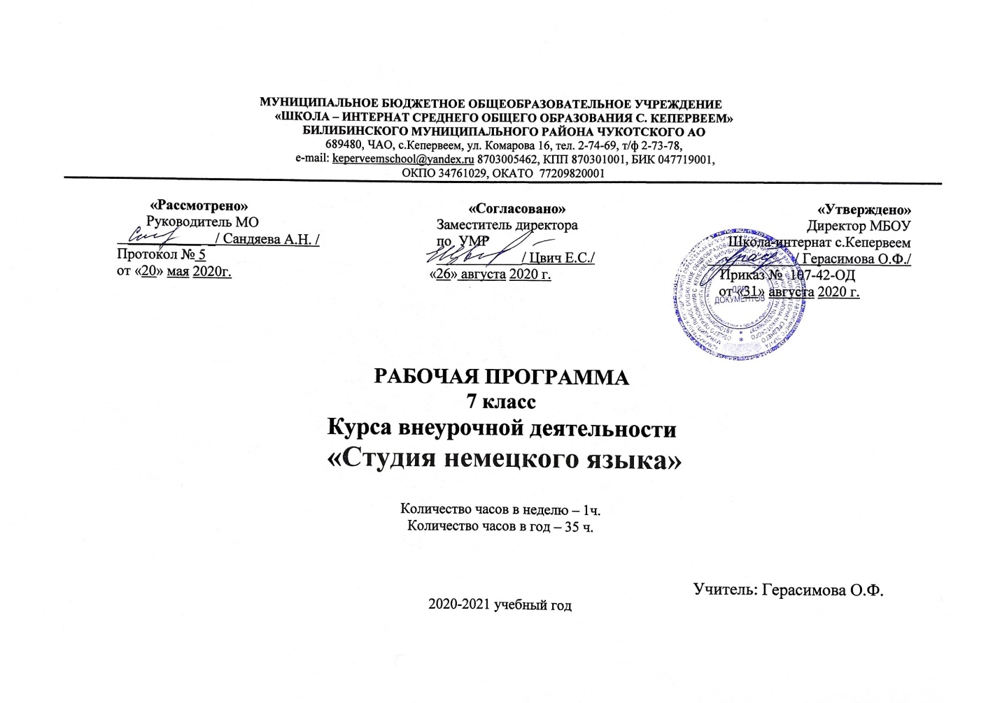 МУНИЦИПАЛЬНОЕ БЮДЖЕТНОЕ ОБЩЕОБРАЗОВАТЕЛЬНОЕ УЧРЕЖДЕНИЕ
«ШКОЛА – ИНТЕРНАТ СРЕДНЕГО ОБЩЕГО ОБРАЗОВАНИЯ С. КЕПЕРВЕЕМ»
БИЛИБИНСКОГО МУНИЦИПАЛЬНОГО РАЙОНА ЧУКОТСКОГО АО
689480, ЧАО, с.Кепервеем, ул. Комарова 16, тел. 2-74-69, т/ф 2-73-78,
e-mail: keperveemschool@yandex.ru 8703005462, КПП 870301001, БИК 047719001,
ОКПО 34761029, ОКАТО 77209820001
«Рассмотрено»
Руководитель МО
/ Сандяева А.Н. /
Протокол № 5
от «20» мая 2020г.
«Согласовано»
Заместитель директора
по УМР
/ Цвич Е.С./
«26» августа 2020 г.
«Утверждено»
Директор МБОУ
Школа-интернат с.Кепервеем
/ Герасимова О.Ф./
Приказ № 107-42-ОД
от «31» августа 2020 г.
ДЛЯ
ДОКУМЕНТОВ
РАБОЧАЯ ПРОГРАММА
7 класс
Курса внеурочной деятельности
«Студия немецкого языка»
Количество часов в неделю – 1ч.
Количество часов в год – 35 ч.
Учитель: Герасимова О.Ф.
2020-2021 учебный год